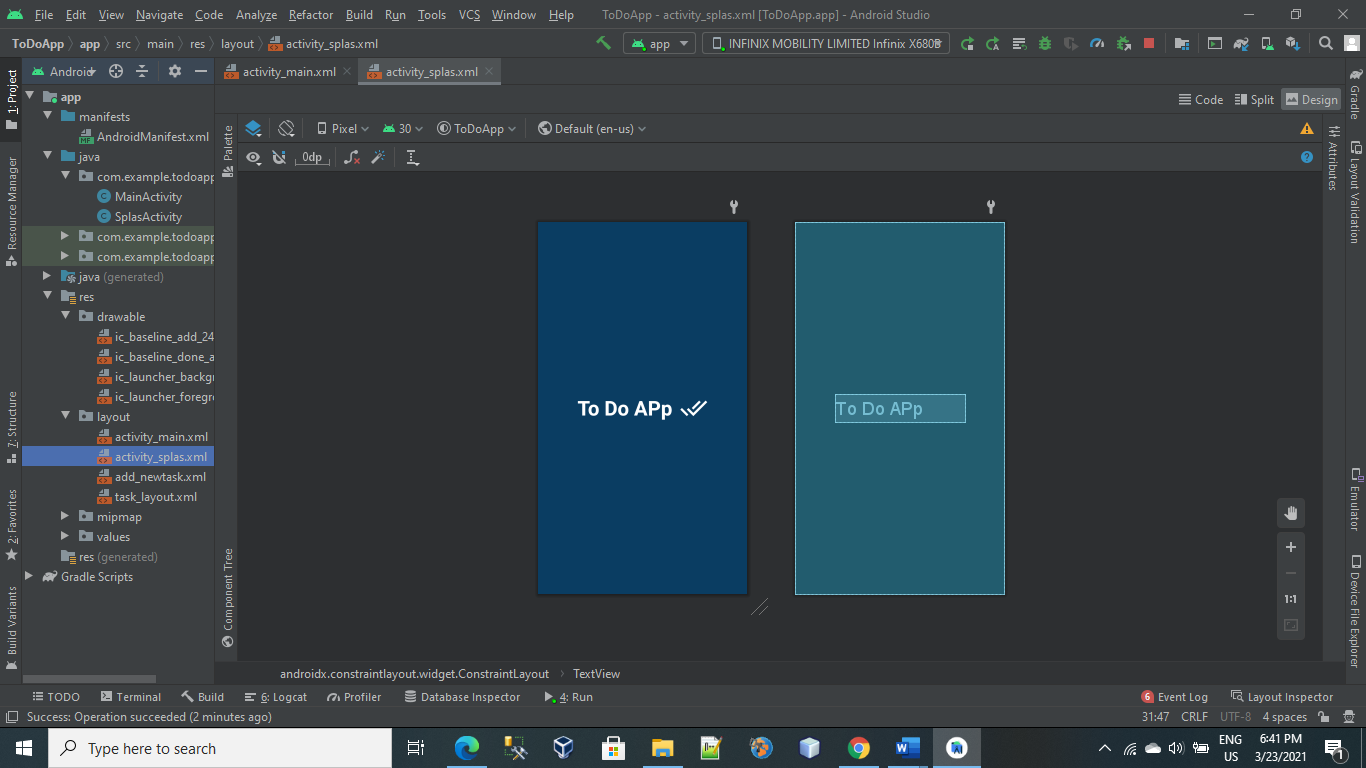 File Edit View Navigate Code Analyze Refactor Build Run Tools VCS Window Help ToDoApp - activity_splas.xml [ToDoApp.app] - Android Studio
ToDoApp app src main res layout activity_splas.xml app INFINIX MOBILITY LIMITED Infinix X680B
Android activity_main.xml activity_splas.xml
1: Project
Resource Manager
7: Structure
2: Favorites
Build Variants
app
manifests
AndroidManifest.xml
java
com.example.todoapp
MainActivity
SplasActivity
com.example.todoapp
com.example.todoapp
java (generated)
res
drawable
ic_baseline_add_24
ic_baseline_done_a
ic_launcher_backgr
ic_launcher_foregro
layout
activity_main.xml
activity_splas.xml
add_newtask.xml
task_layout.xml
mipmap
values
res (generated)
Gradle Scripts
Code Split Design
Palette
Component Tree
Pixel 30 ToDoApp Default (en-us)
0dp
To Do APp
To Do APp
1:1
Attributes
Gradle
Layout Validation
Emulator
Device File Explorer
androidx.constraintlayout.widget.ConstraintLayout TextView
TODO Terminal Build 6: Logcat Profiler Database Inspector 4: Run 6 Event Log Layout Inspector
Success: Operation succeeded (2 minutes ago) 31:47 CRLF UTF-8 4 spaces
Type here to search
ENG
US
6:41 PM
3/23/2021
1